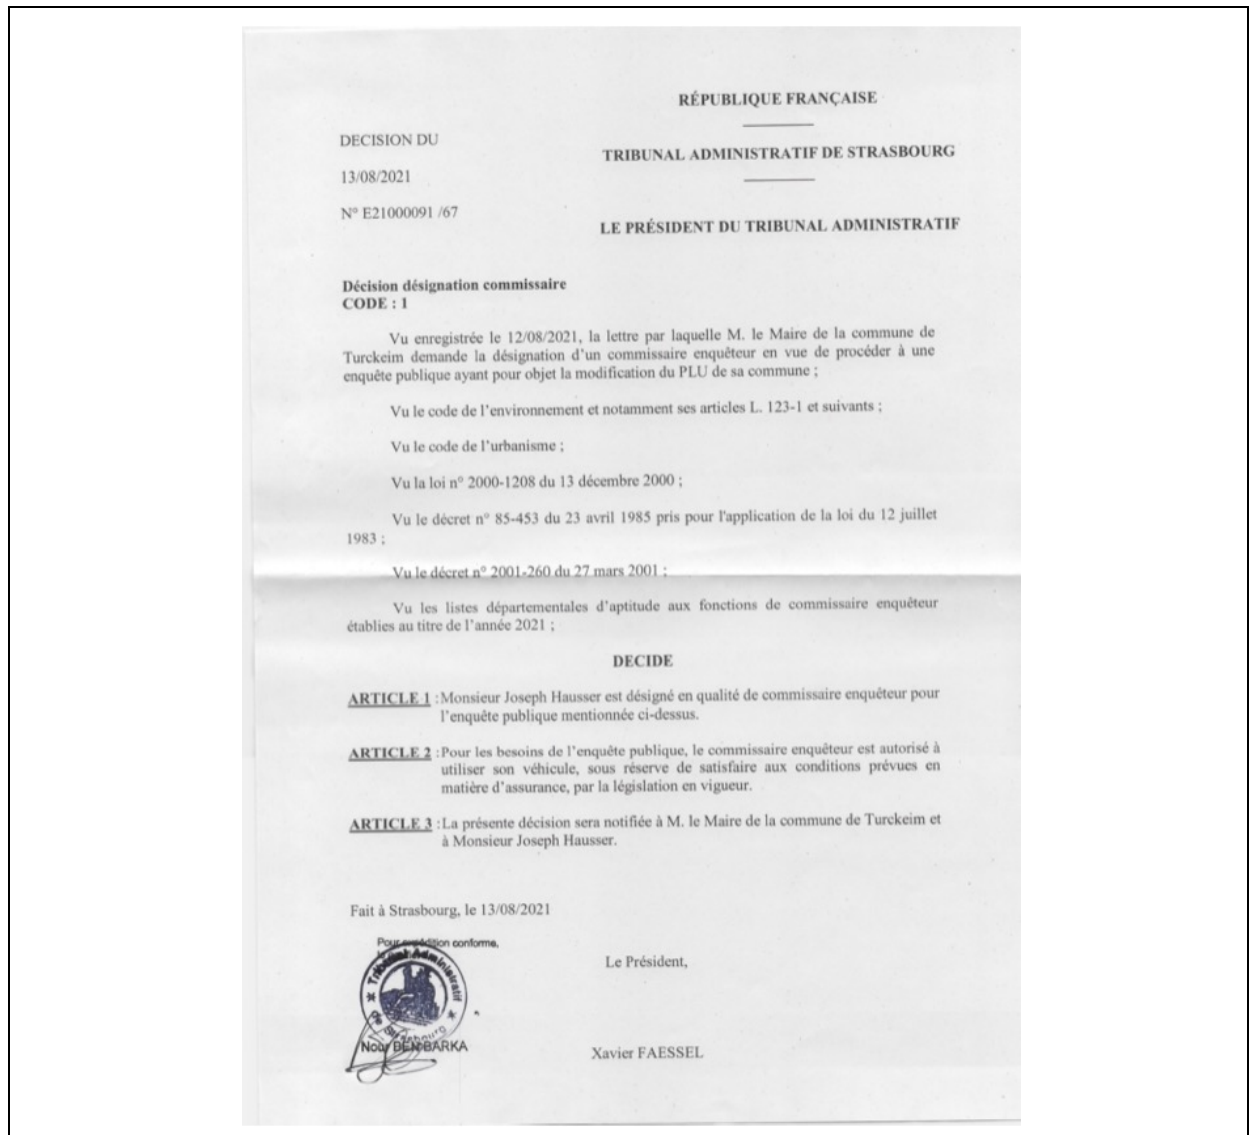 RÉPUBLIQUE FRANÇAISE
DECISION DU
13/08/2021
N° E21000091 /67
TRIBUNAL ADMINISTRATIF DE STRASBOURG
LE PRÉSIDENT DU TRIBUNAL ADMINISTRATIF
Décision désignation commissaire
CODE : 1
Vu enregistrée le 12/08/2021, la lettre par laquelle M. le Maire de la commune de
Turckeim demande la désignation d'un commissaire enquêteur en vue de procéder à une
enquête publique ayant pour objet la modification du PLU de sa commune ;
Vu le code de l'environnement et notamment ses articles L. 123-1 et suivants ;
Vu le code de l'urbanisme ;
Vu la loi n° 2000-1208 du 13 décembre 2000 ;
Vu le décret n° 85-453 du 23 avril 1985 pris pour l'application de la loi du 12 juillet
1983 ;
Vu le décret n° 2001-260 du 27 mars 2001 ;
Vu les listes départementales d'aptitude aux fonctions de commissaire enquêteur
établies au titre de l'année 2021 ;
DECIDE
ARTICLE 1 : Monsieur Joseph Hausser est désigné en qualité de commissaire enquêteur pour
l'enquête publique mentionnée ci-dessus.
ARTICLE 2 : Pour les besoins de l'enquête publique, le commissaire enquêteur est autorisé à
utiliser son véhicule, sous réserve de satisfaire aux conditions prévues en
matière d'assurance, par la législation en vigueur.
ARTICLE 3 : La présente décision sera notifiée à M. le Maire de la commune de Turckeim et
à Monsieur Joseph Hausser.
Fait à Strasbourg, le 13/08/2021
Pour expédition conforme,
Tribunal Administratif
de Strasbourg
Nour BEN BARKA
Le Président,
Xavier FAESSEL